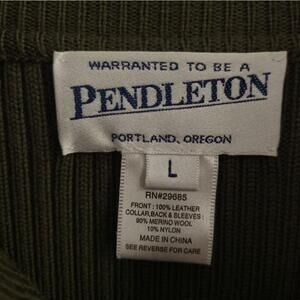 WARRANTED TO BE A
PENDLETON
PORTLAND, OREGON
L
RN#29685
FRONT: 100% LEATHER
COLLAR,BACK & SLEEVES:
90% MERINO WOOL
10% NYLON
MADE IN CHINA
SEE REVERSE FOR CARE